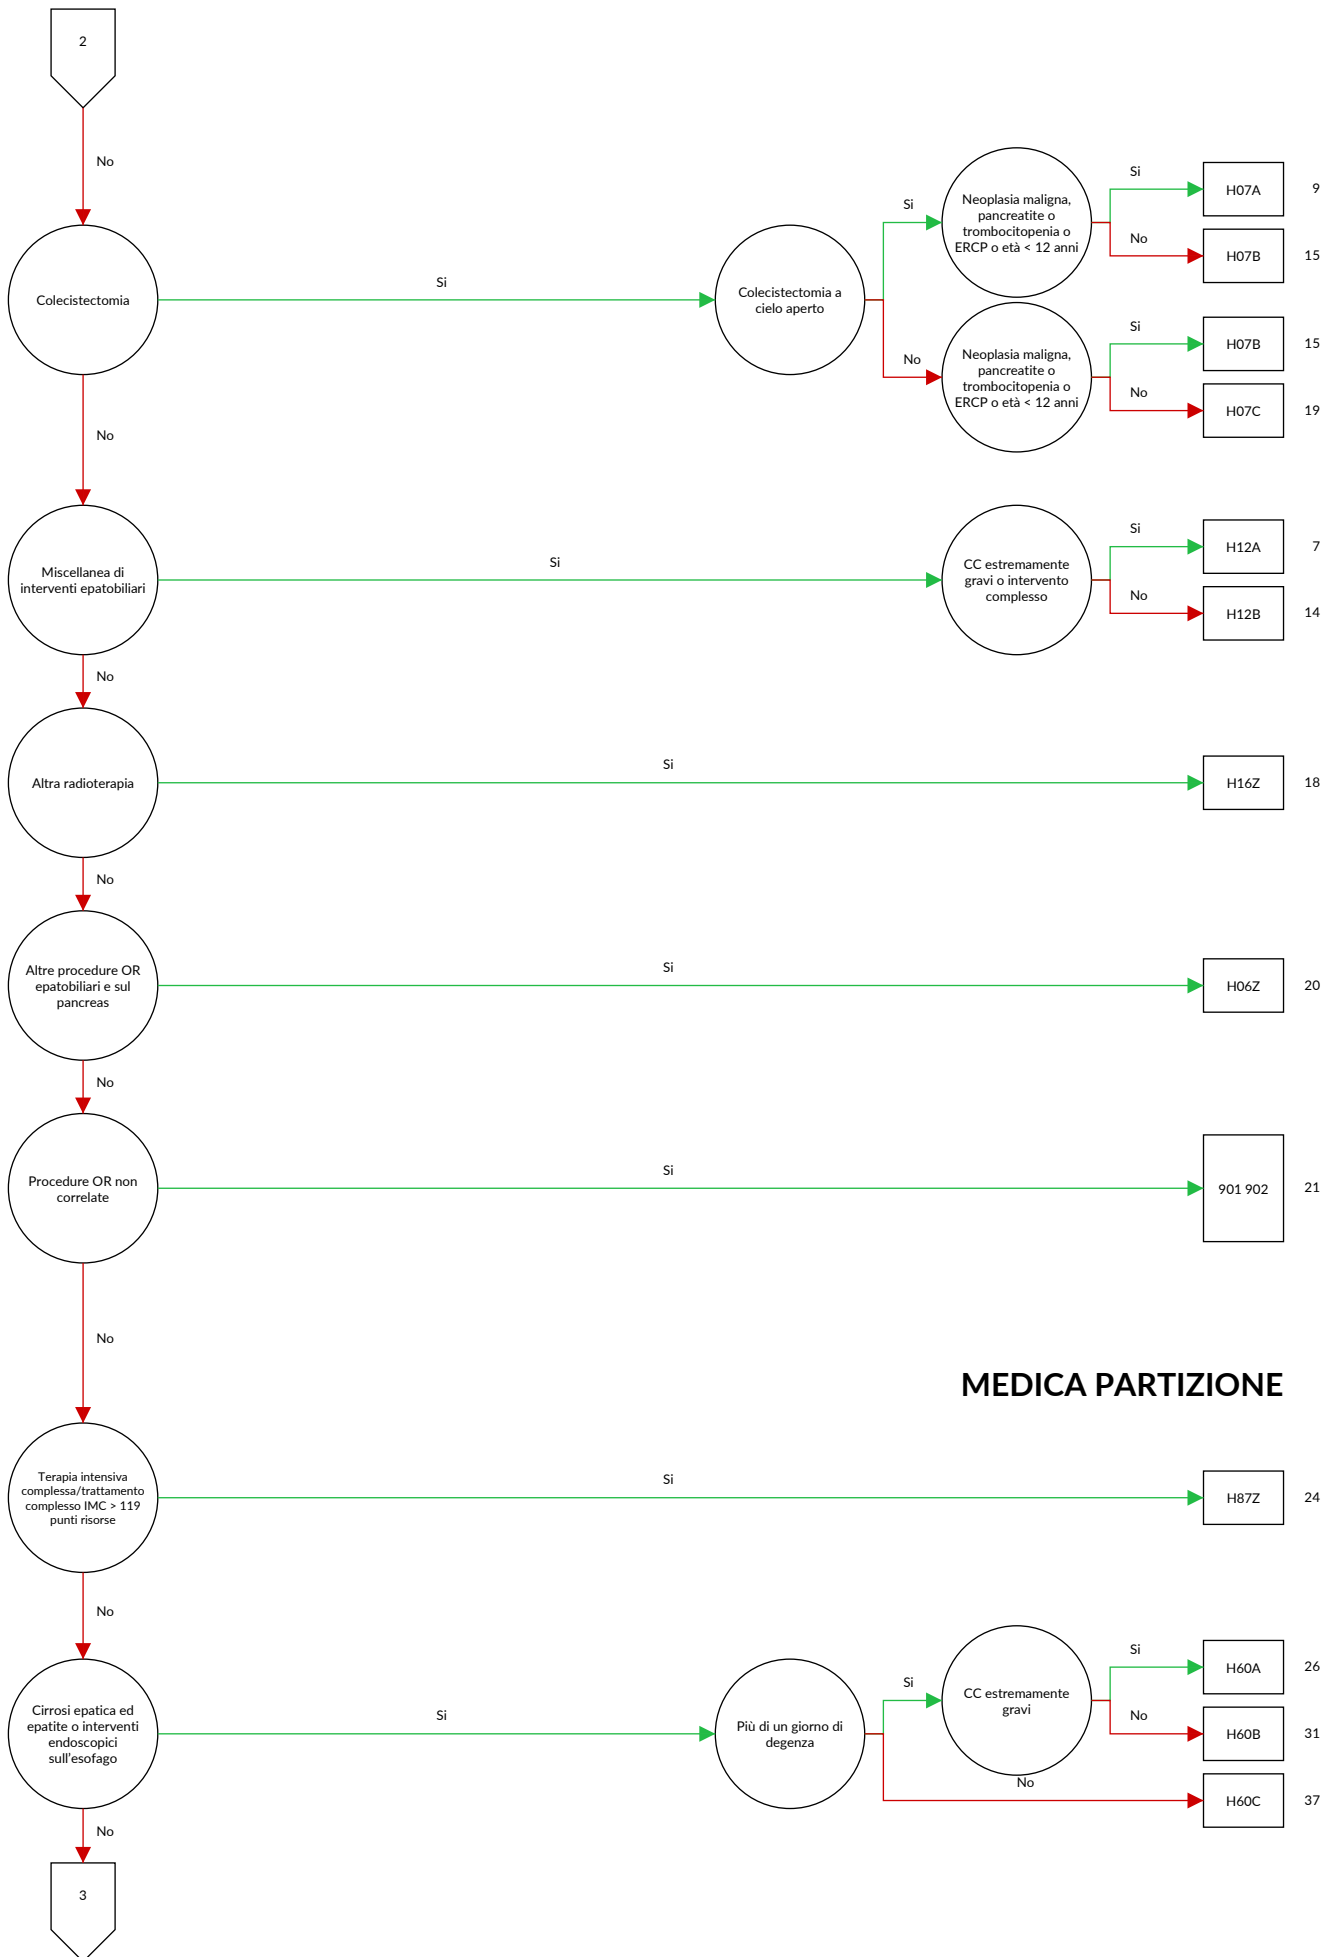 2
No
Colecistectomia
Si
Colecistectomia a
cielo aperto
Si
Neoplasia maligna,
pancreatite o
trombocitopenia o
ERCP o età < 12 anni
Si
H07A
9
No
H07B
15
No
Neoplasia maligna,
pancreatite o
trombocitopenia o
ERCP o età < 12 anni
Si
H07B
15
No
H07C
19
No
Miscellanea di
interventi epatobiliari
Si
CC estremamente
gravi o intervento
complesso
Si
H12A
7
No
H12B
14
No
Altra radioterapia
Si
H16Z
18
No
Altre procedure OR
epatobiliari e sul
pancreas
Si
H06Z
20
No
Procedure OR non
correlate
Si
901 902
21
No
MEDICA PARTIZIONE
Terapia intensiva
complessa/trattamento
complesso IMC > 119
punti risorse
Si
H87Z
24
No
Cirrosi epatica ed
epatite o interventi
endoscopici
sull'esofago
Si
Più di un giorno di
degenza
Si
CC estremamente
gravi
Si
H60A
26
No
H60B
31
No
H60C
37
No
3